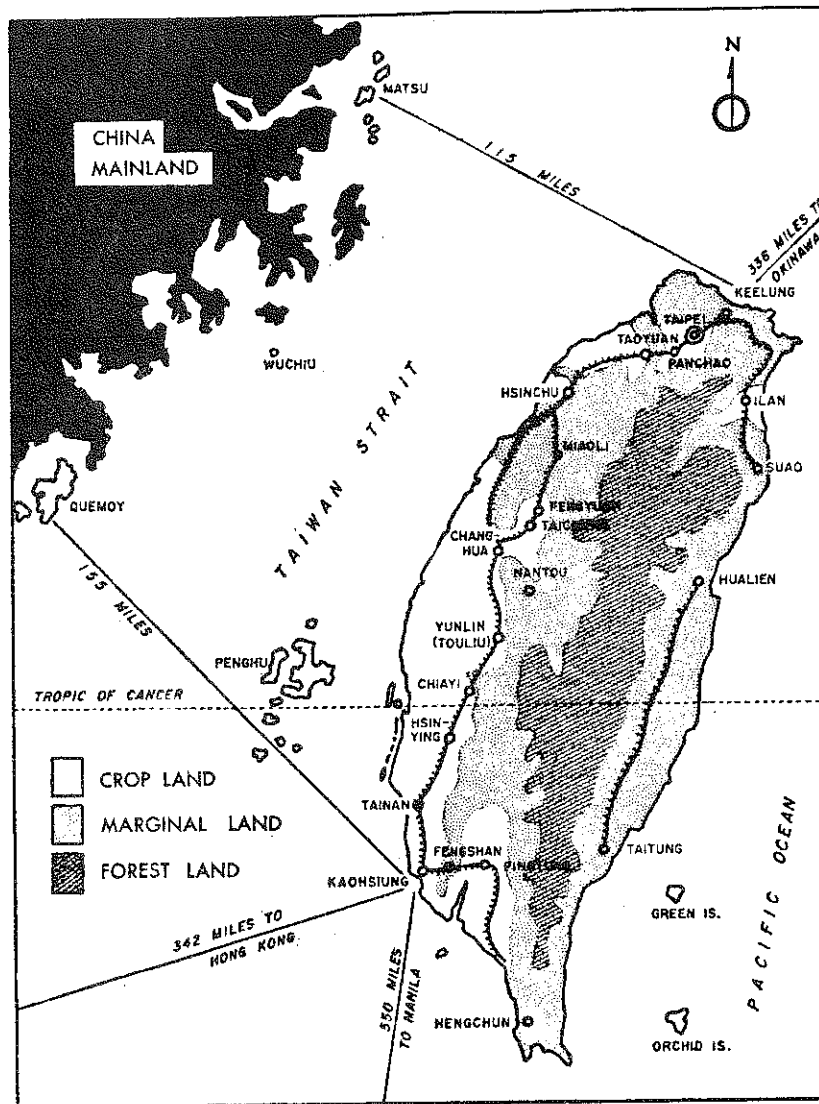 N
MATSU
CHINA
MAINLAND
115 MILES
336 MILES TO
OKINAWA
KEELUNG
TAIPEI
TAOYUAN
PANCHAO
WUCHIU
HSINCHU
ILAN
MIAOLI
SUAO
QUEMOY
TAIWAN STRAIT
FENGYUAN
CHANG-
HUA
155 MILES
NANTOU
HUALIEN
YUNLIN
(TOULIU)
PENGHU
CHIAYI
TROPIC OF CANCER
HSIN-
YING
CROP LAND
MARGINAL LAND
FOREST LAND
TAINAN
FENGSHAN
TAITUNG
KAOHSIUNG
PACIFIC OCEAN
GREEN IS.
342 MILES TO
HONG KONG
550 MILES
TO MANILA
HENGCHUN
ORCHID IS.